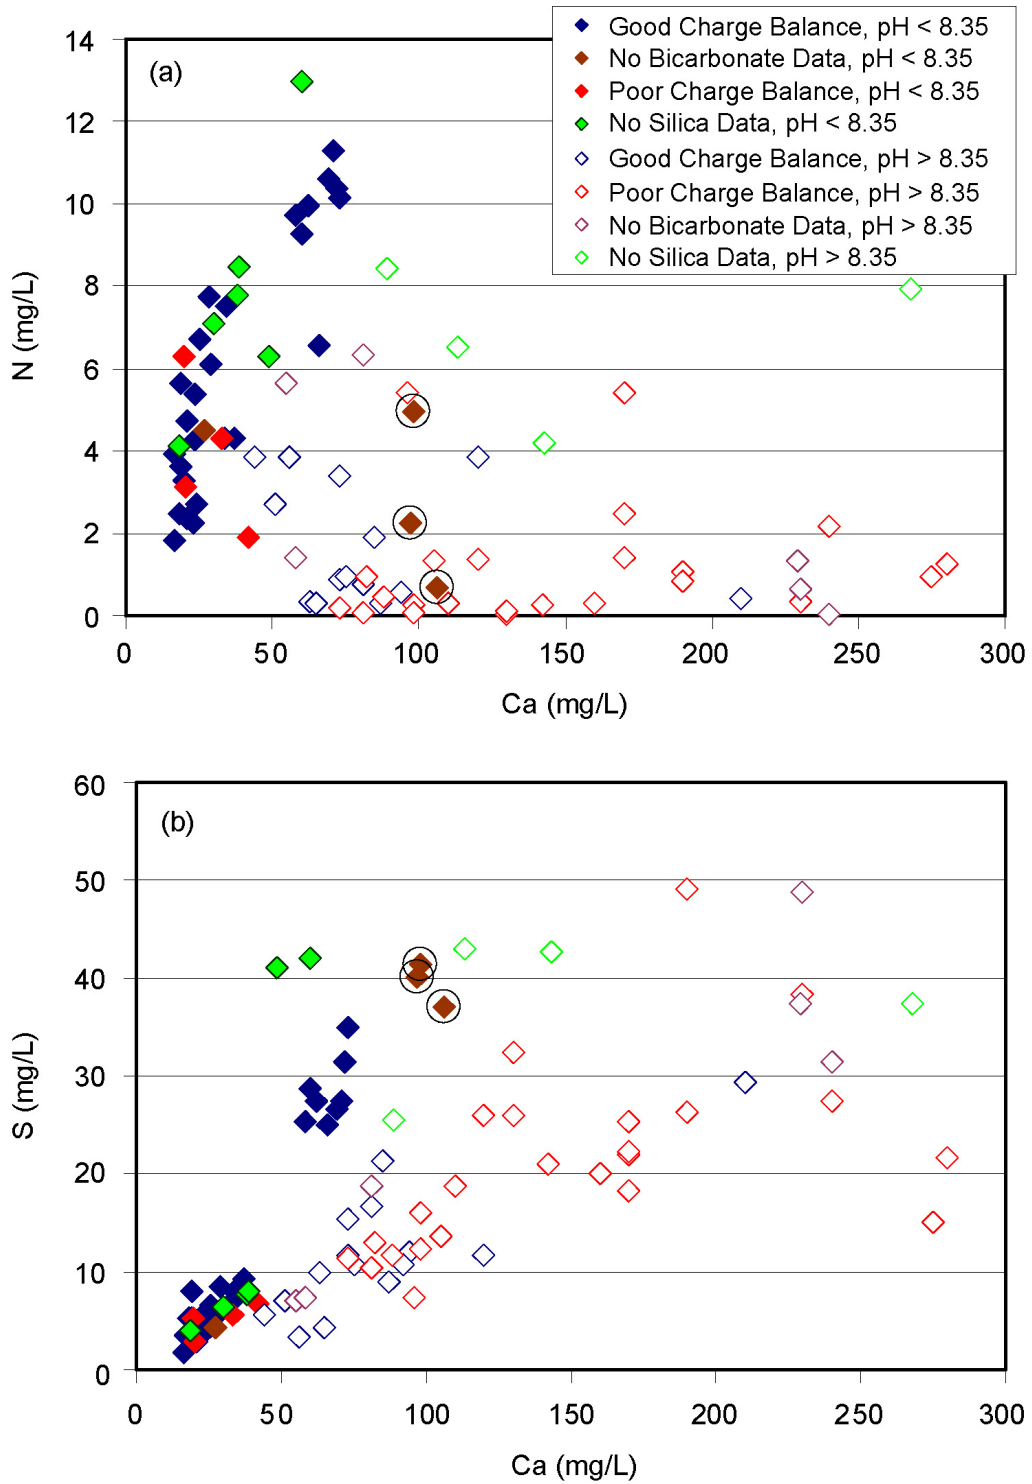 Good Charge Balance, pH < 8.35
No Bicarbonate Data, pH < 8.35
Poor Charge Balance, pH < 8.35
No Silica Data, pH < 8.35
Good Charge Balance, pH > 8.35
Poor Charge Balance, pH > 8.35
No Bicarbonate Data, pH > 8.35
No Silica Data, pH > 8.35
(a)
14
12
10
8
6
4
2
0
N (mg/L)
0 50 100 150 200 250 300
Ca (mg/L)
(b)
60
50
40
30
20
10
0
S (mg/L)
0 50 100 150 200 250 300
Ca (mg/L)